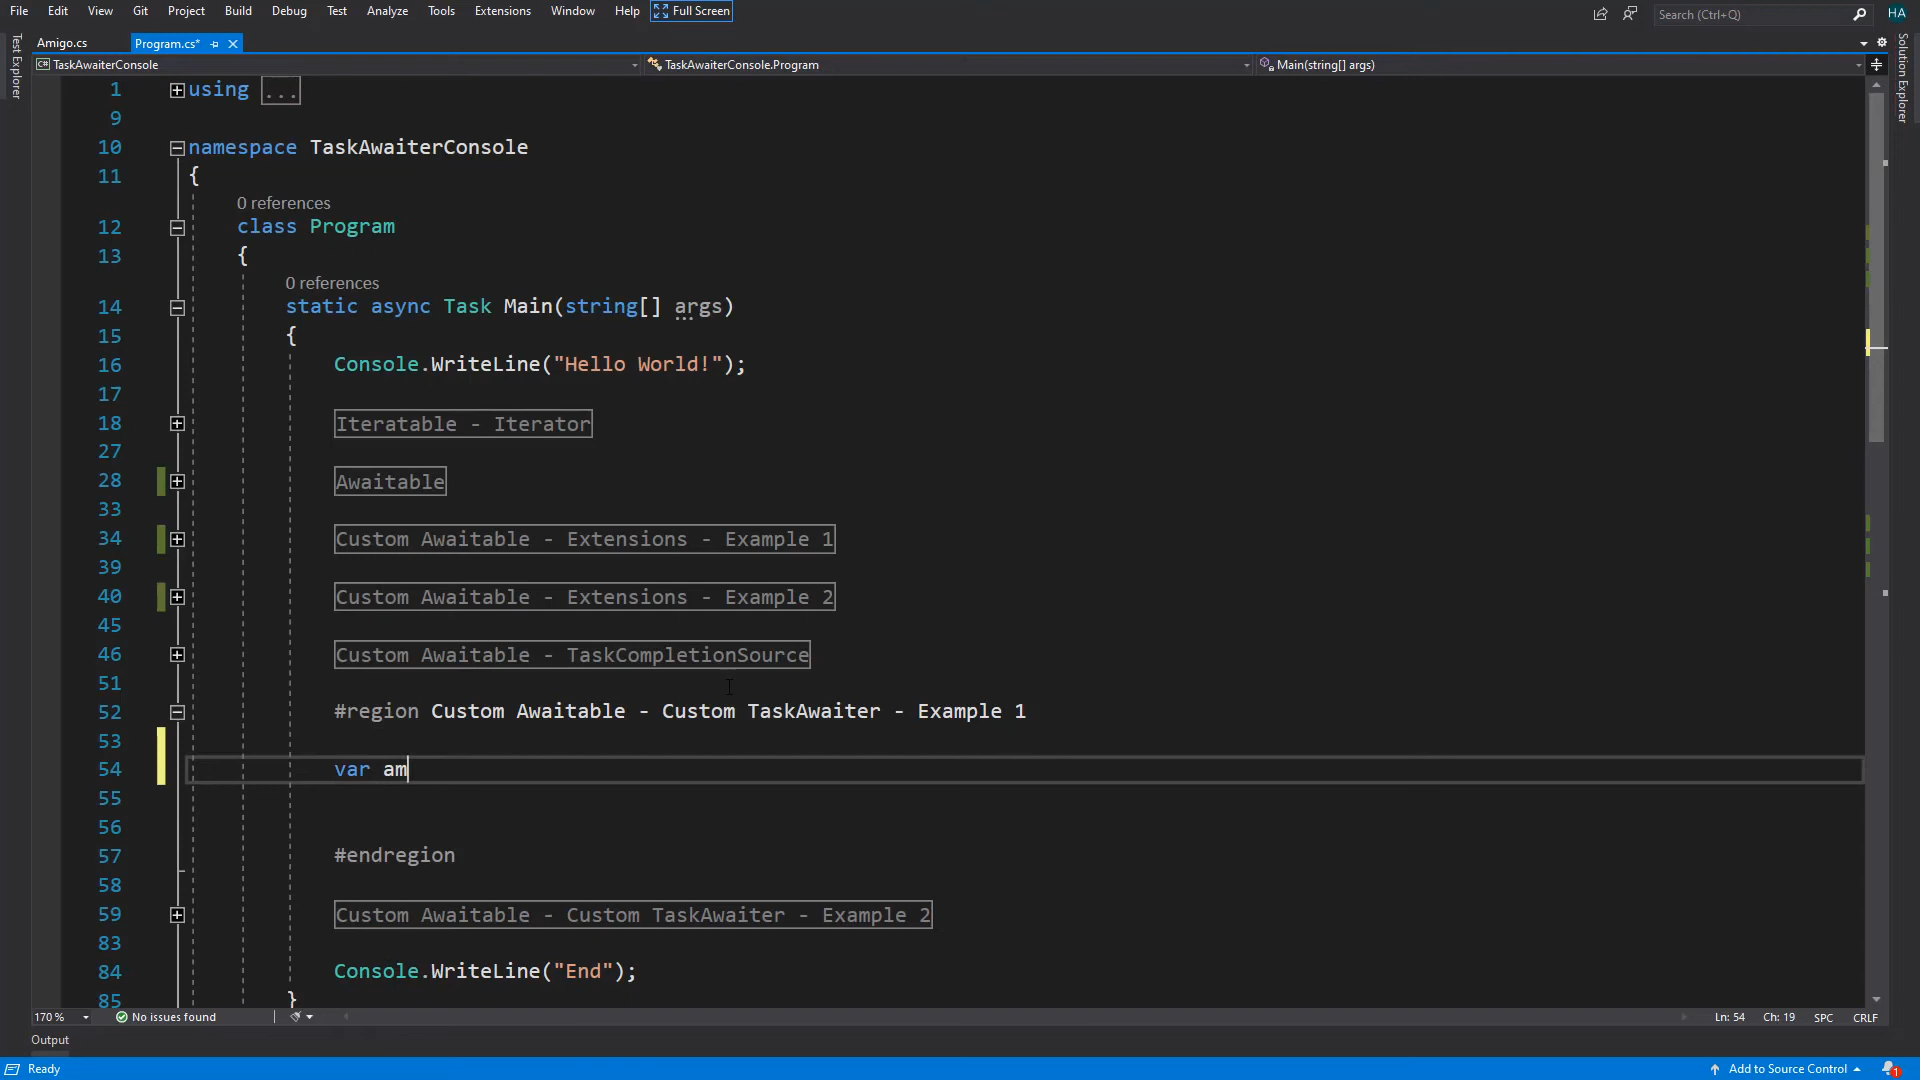 File Edit View Git Project Build Debug Test Analyze Tools Extensions Window Help Full Screen Search (Ctrl+Q) HA
Amigo.cs Program.cs*
TaskAwaiterConsole TaskAwaiterConsole.Program Main(string[] args)
Test Explorer
Solution Explorer
1 using ...
9
10 namespace TaskAwaiterConsole
11 {
0 references
12 class Program
13 {
0 references
14 static async Task Main(string[] args)
15 {
16 Console.WriteLine("Hello World!");
17
18 Iteratable - Iterator
27
28 Awaitable
33
34 Custom Awaitable - Extensions - Example 1
39
40 Custom Awaitable - Extensions - Example 2
45
46 Custom Awaitable - TaskCompletionSource
51
52 #region Custom Awaitable - Custom TaskAwaiter - Example 1
53
54 var am
55
56
57 #endregion
58
59 Custom Awaitable - Custom TaskAwaiter - Example 2
83
84 Console.WriteLine("End");
85 }
170 % No issues found Ln: 54 Ch: 19 SPC CRLF
Output
Ready Add to Source Control 1